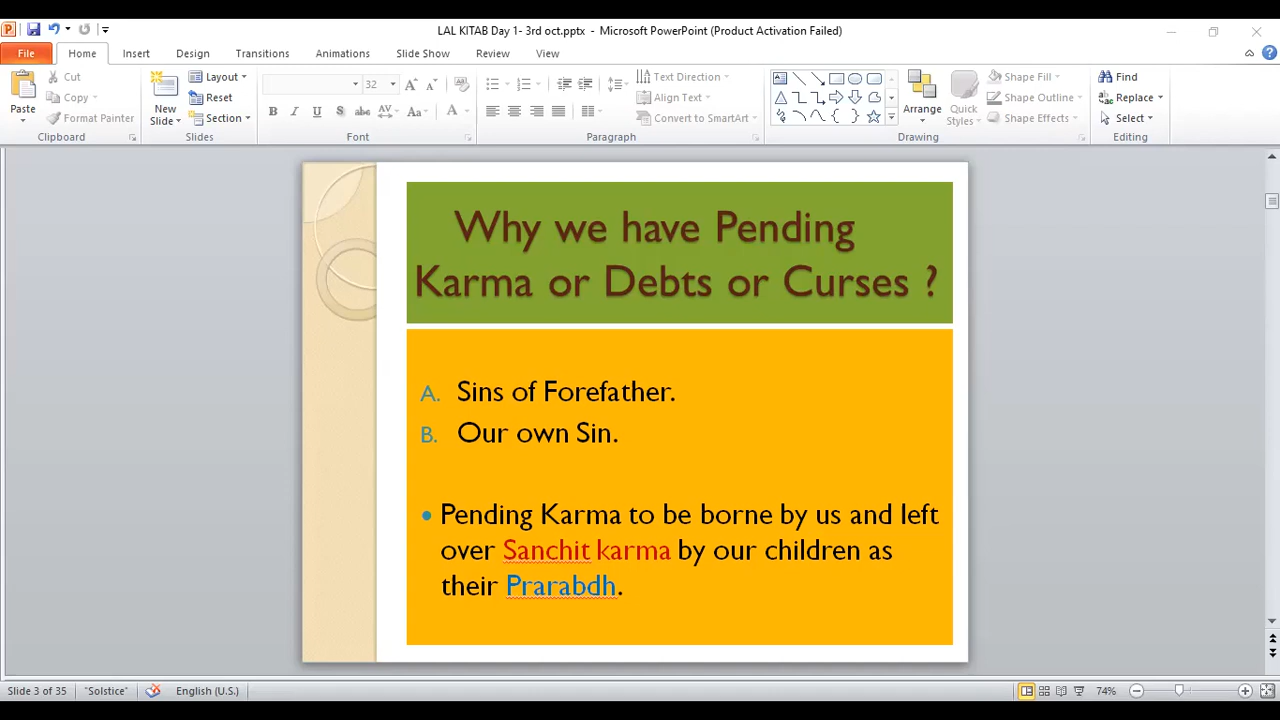 LAL KITAB Day 1- 3rd oct.pptx - Microsoft PowerPoint (Product Activation Failed)
File Home Insert Design Transitions Animations Slide Show Review View
Cut
Copy
Format Painter
Paste
Clipboard
New Slide
Layout
Reset
Section
Slides
32
Font
Text Direction
Align Text
Convert to SmartArt
Paragraph
Arrange
Quick Styles
Shape Fill
Shape Outline
Shape Effects
Drawing
Find
Replace
Select
Editing
Why we have Pending
Karma or Debts or Curses ?
A. Sins of Forefather.
B. Our own Sin.
• Pending Karma to be borne by us and left
over Sanchit karma by our children as
their Prarabdh.
Slide 3 of 35 "Solstice" English (U.S.) 74%